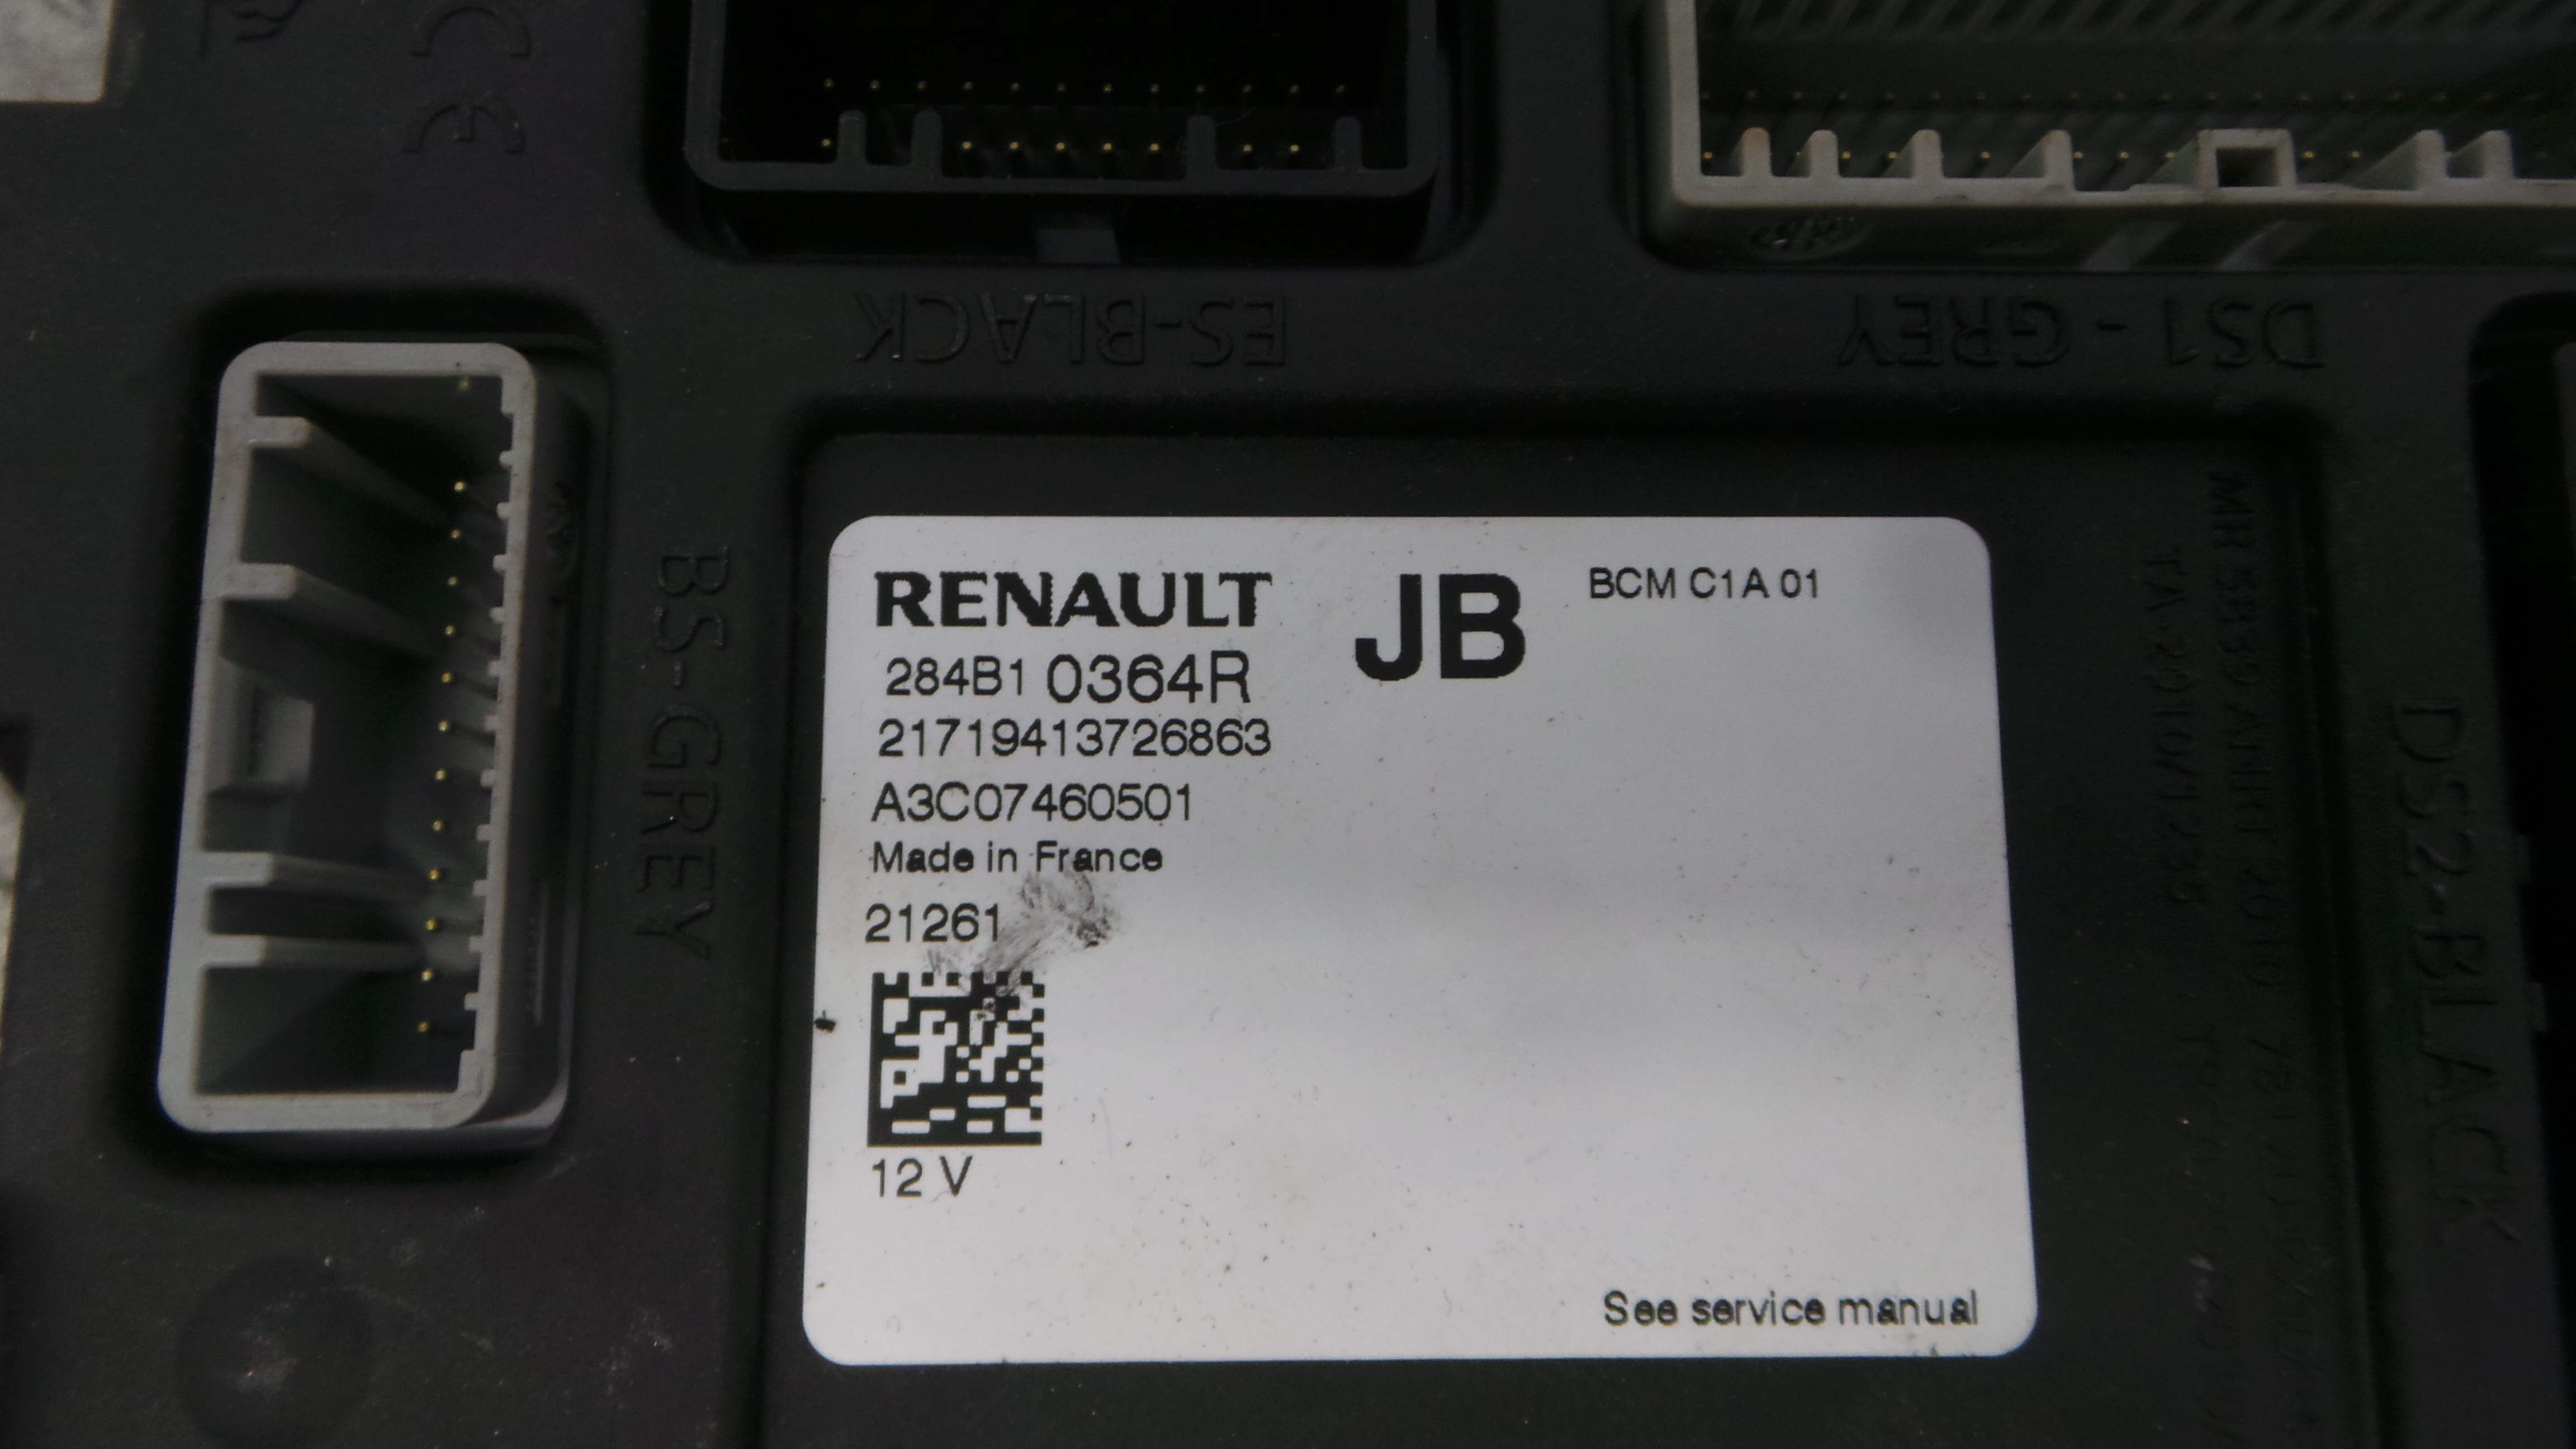 CE
ES-BLACK
DS1 - GREY
BS-GREY
RENAULT
JB
BCM C1A 01
284B1 0364R
21719413726863
A3C07460501
Made in France
21261
12 V
See service manual
DS2-BLACK